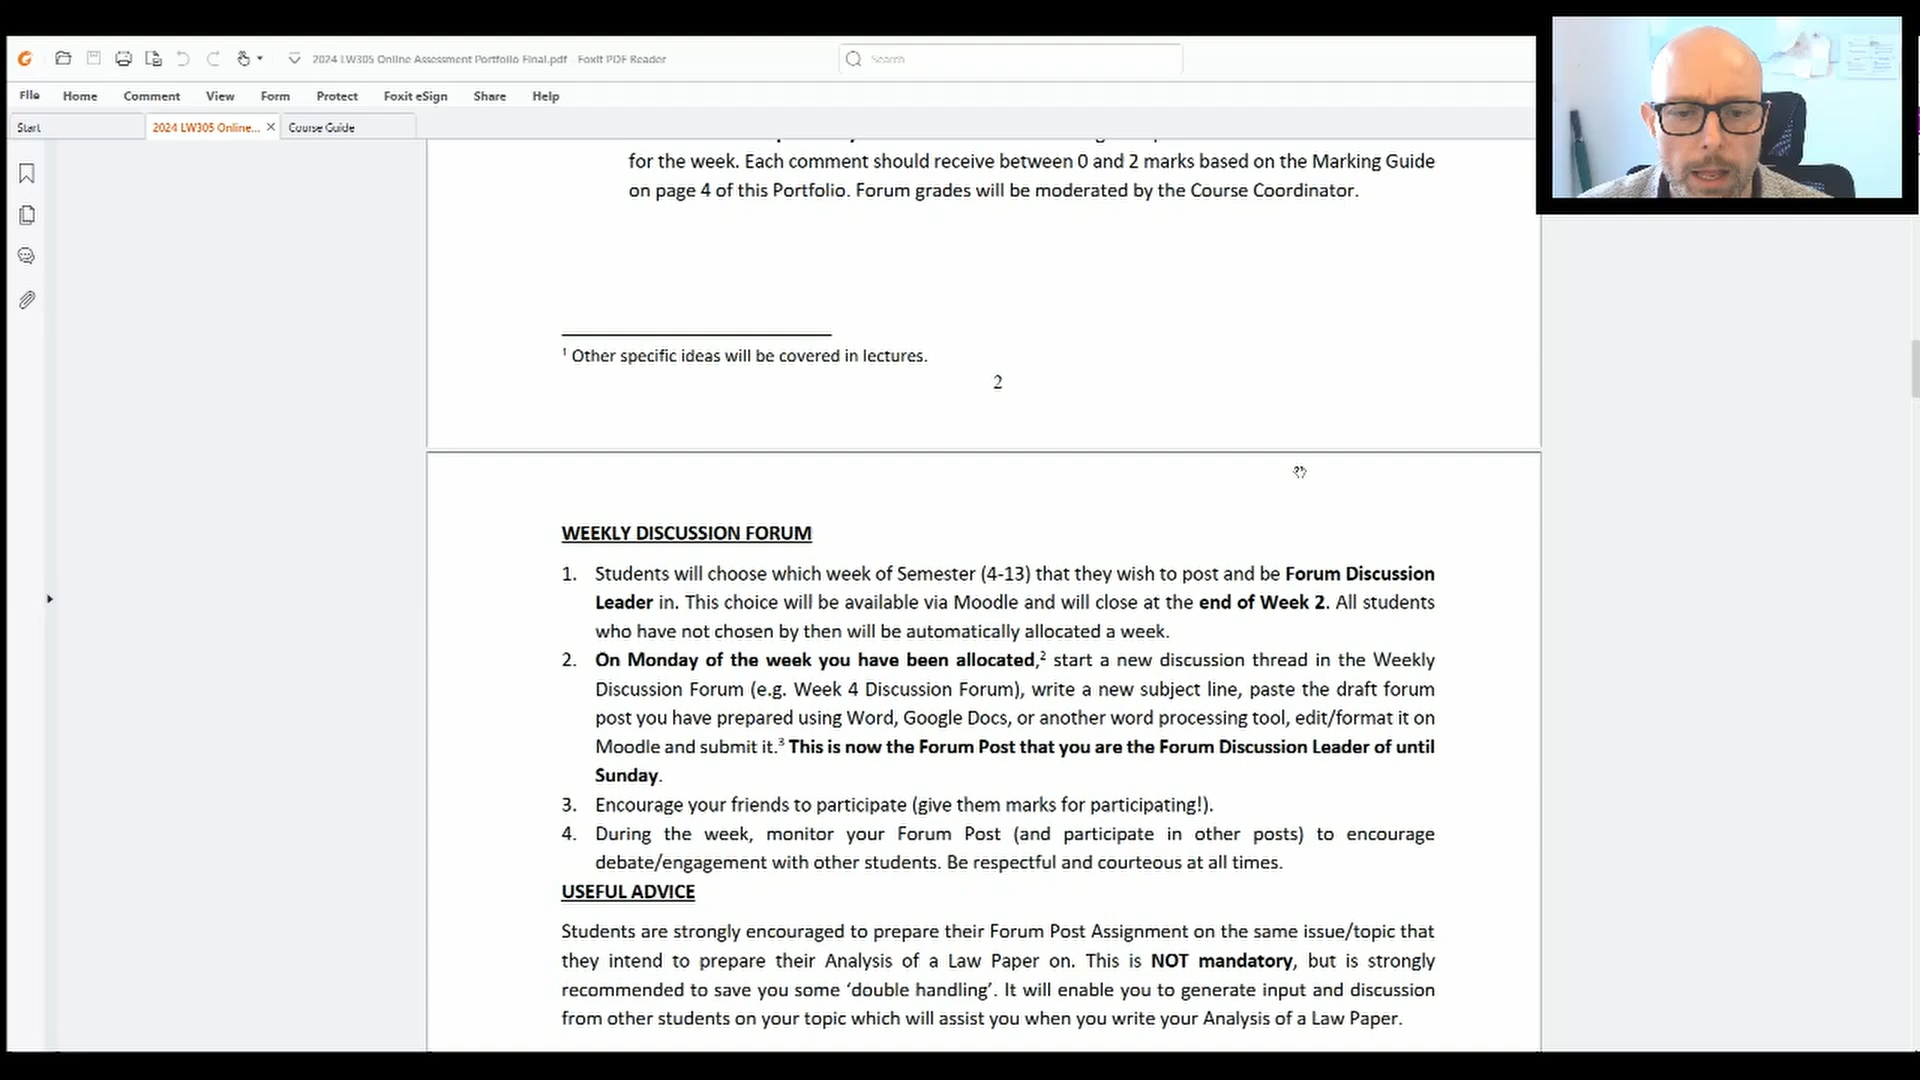 2024 LW305 Online Assessment Portfolio Final.pdf - Foxit PDF Reader
Search
File Home Comment View Form Protect Foxit eSign Share Help
Start 2024 LW305 Online... Course Guide
for the week. Each comment should receive between 0 and 2 marks based on the Marking Guide
on page 4 of this Portfolio. Forum grades will be moderated by the Course Coordinator.
1 Other specific ideas will be covered in lectures.
2
WEEKLY DISCUSSION FORUM
1. Students will choose which week of Semester (4-13) that they wish to post and be Forum Discussion
Leader in. This choice will be available via Moodle and will close at the end of Week 2. All students
who have not chosen by then will be automatically allocated a week.
2. On Monday of the week you have been allocated,2 start a new discussion thread in the Weekly
Discussion Forum (e.g. Week 4 Discussion Forum), write a new subject line, paste the draft forum
post you have prepared using Word, Google Docs, or another word processing tool, edit/format it on
Moodle and submit it.3 This is now the Forum Post that you are the Forum Discussion Leader of until
Sunday.
3. Encourage your friends to participate (give them marks for participating!).
4. During the week, monitor your Forum Post (and participate in other posts) to encourage
debate/engagement with other students. Be respectful and courteous at all times.
USEFUL ADVICE
Students are strongly encouraged to prepare their Forum Post Assignment on the same issue/topic that
they intend to prepare their Analysis of a Law Paper on. This is NOT mandatory, but is strongly
recommended to save you some ‘double handling’. It will enable you to generate input and discussion
from other students on your topic which will assist you when you write your Analysis of a Law Paper.